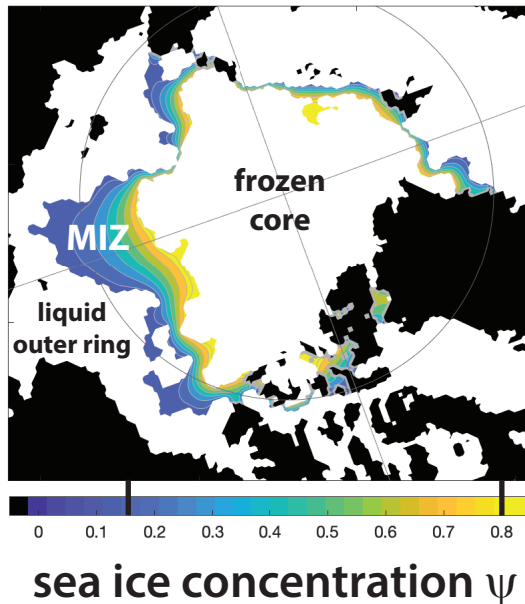 frozen
core
MIZ
liquid
outer ring
0 0.1 0.2 0.3 0.4 0.5 0.6 0.7 0.8
sea ice concentration ψ